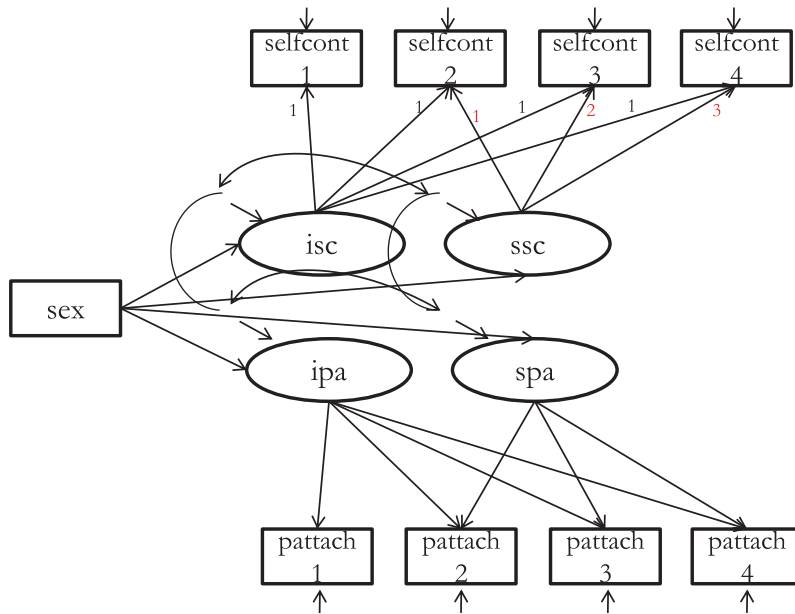 selfcont selfcont selfcont selfcont
1 2 3 4
1 1 1 1 2 1 3
isc ssc
sex
ipa spa
pattach pattach pattach pattach
1 2 3 4